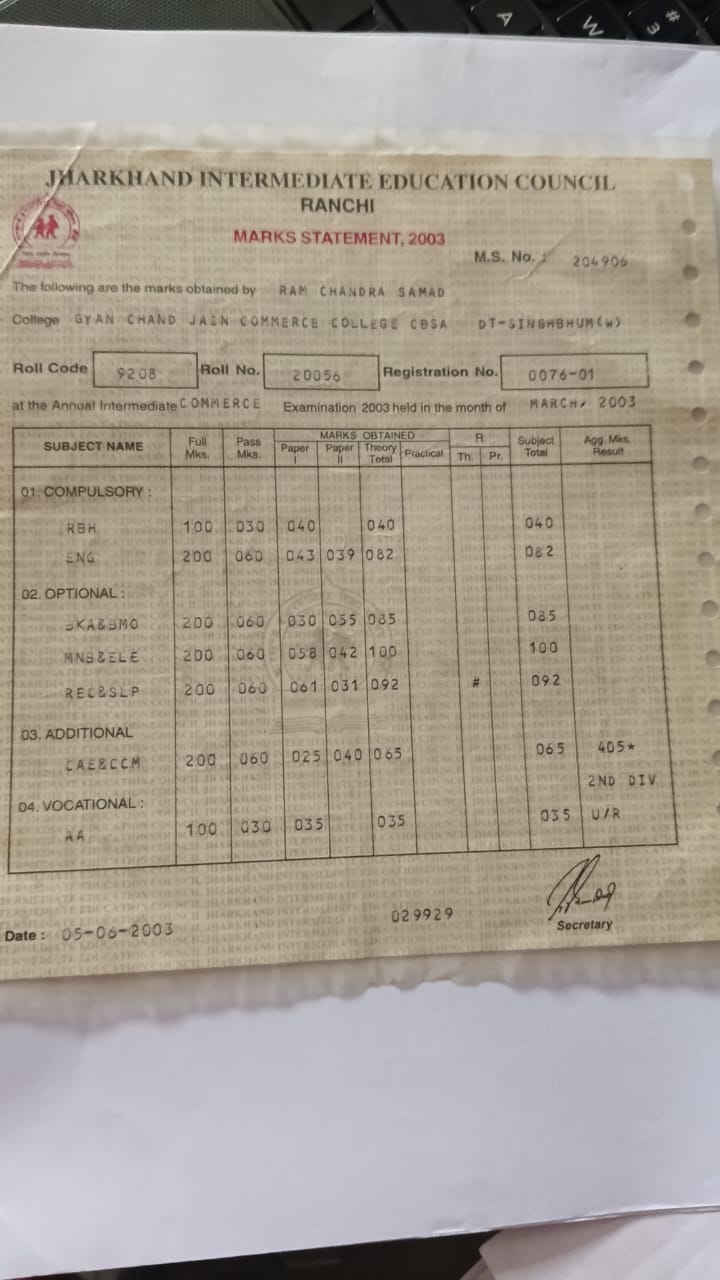 A W # 3
JHARKHAND INTERMEDIATE EDUCATION COUNCIL
RANCHI
MARKS STATEMENT, 2003
M.S. No. : 204906
The following are the marks obtained by RAM CHANDRA SAMAD
College GYAN CHAND JAIN COMMERCE COLLEGE CBSA DT-SINGHBHUM(W)
Roll Code 9208 Roll No. 20056 Registration No. 0076-01
at the Annual Intermediate COMMERCE Examination 2003 held in the month of MARCH, 2003
SUBJECT NAME Full Mks. Pass Mks. MARKS OBTAINED Paper I Paper II Theory Total Practical R Th. Pr. Subject Total Agg. Mks. Result
01. COMPULSORY :
RBH 100 030 040 040 040
ENG 200 060 043 039 082 082
02. OPTIONAL :
BKA&BMO 200 060 030 055 085 085
MNB&ELE 200 060 058 042 100 100
REC&SLP 200 060 061 031 092 # 092
03. ADDITIONAL
CAE&CCM 200 060 025 040 065 065 405*
2ND DIV
04. VOCATIONAL :
AA 100 030 035 035 035 U/R
029929
Secretary
Date : 05-06-2003